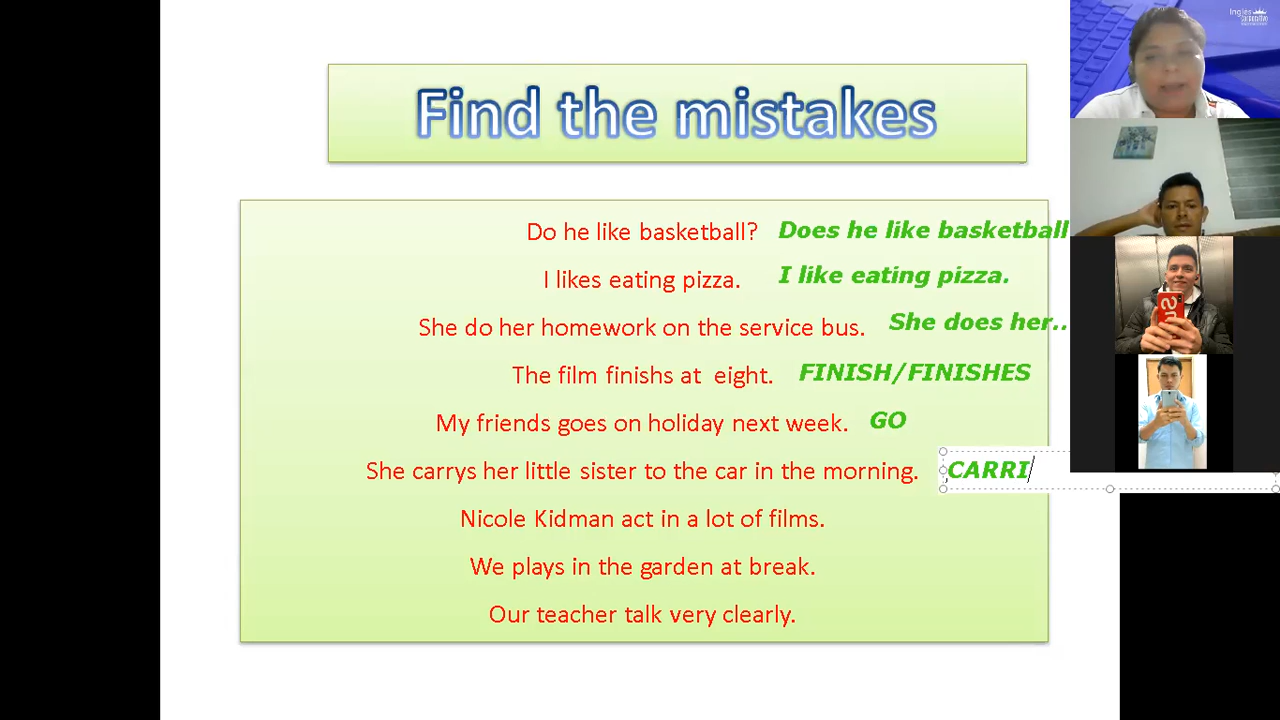 Ingles
Find the mistakes
Do he like basketball? Does he like basketball
I likes eating pizza. I like eating pizza.
She do her homework on the service bus. She does her..
The film finishs at eight. FINISH/FINISHES
My friends goes on holiday next week. GO
She carrys her little sister to the car in the morning. CARRI
Nicole Kidman act in a lot of films.
We plays in the garden at break.
Our teacher talk very clearly.